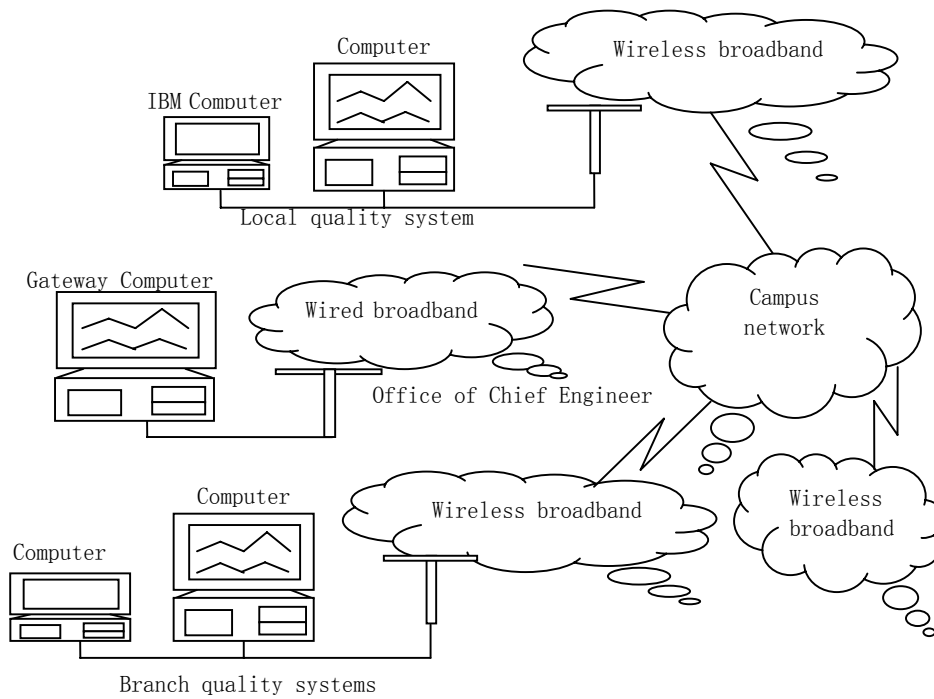 Computer
Wireless broadband
IBM Computer
Local quality system
Gateway Computer
Wired broadband
Campus
network
Office of Chief Engineer
Computer
Wireless broadband
Wireless
broadband
Computer
Branch quality systems